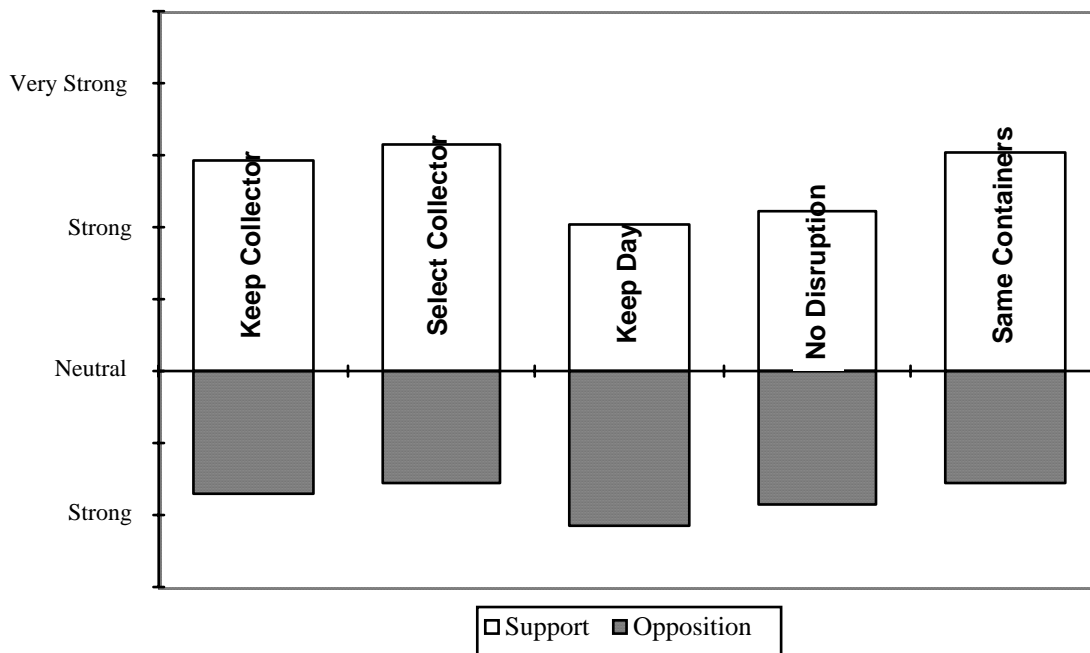 Very Strong
Strong
Neutral
Strong
Keep Collector
Select Collector
Keep Day
No Disruption
Same Containers
Support
Opposition